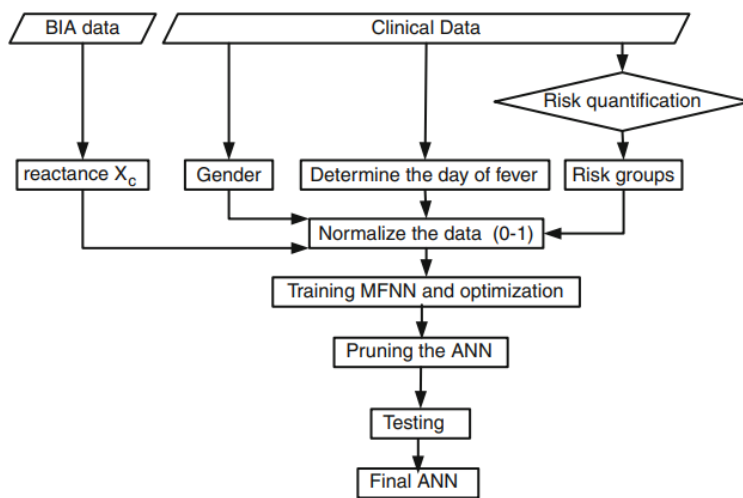 BIA data
Clinical Data
Risk quantification
reactance Xc
Gender
Determine the day of fever
Risk groups
Normalize the data (0-1)
Training MFNN and optimization
Pruning the ANN
Testing
Final ANN